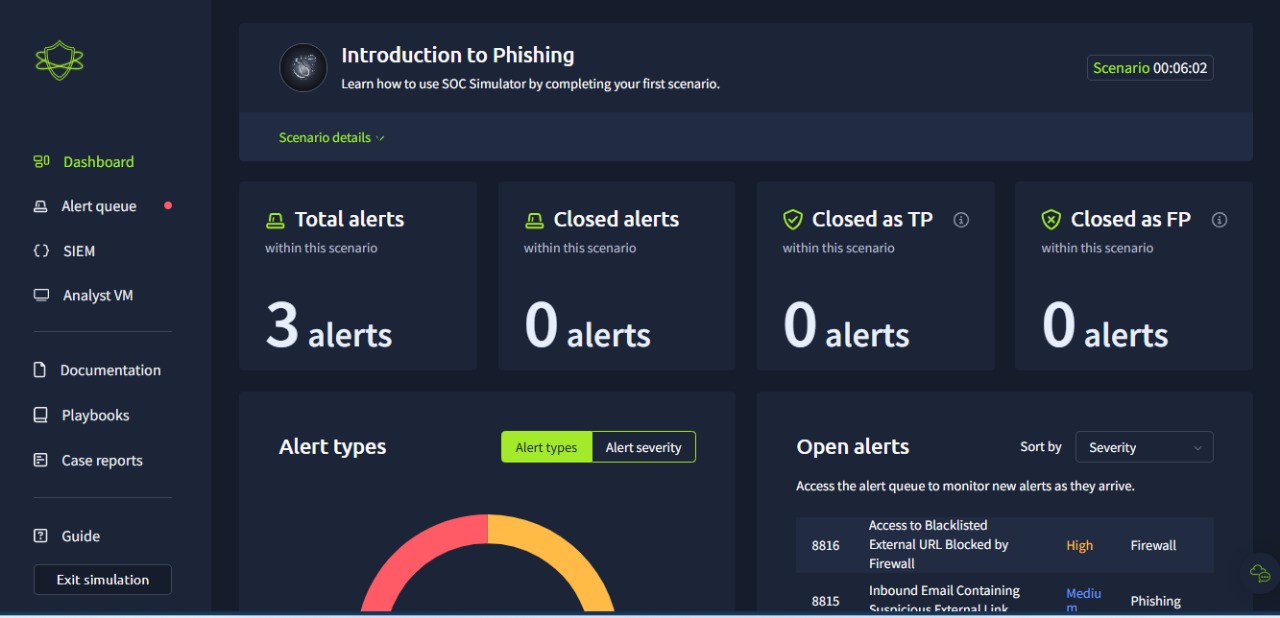 Introduction to Phishing
Learn how to use SOC Simulator by completing your first scenario.
Scenario 00:06:02
Scenario details
Dashboard
Alert queue
SIEM
Analyst VM
Documentation
Playbooks
Case reports
Guide
Exit simulation
Total alerts
within this scenario
3 alerts
Closed alerts
within this scenario
0 alerts
Closed as TP
within this scenario
0 alerts
Closed as FP
within this scenario
0 alerts
Alert types
Alert types
Alert severity
Open alerts
Sort by
Severity
Access the alert queue to monitor new alerts as they arrive.
8816
Access to Blacklisted
External URL Blocked by
Firewall
High
Firewall
8815
Inbound Email Containing
Suspicious External Link
Mediu
m
Phishing